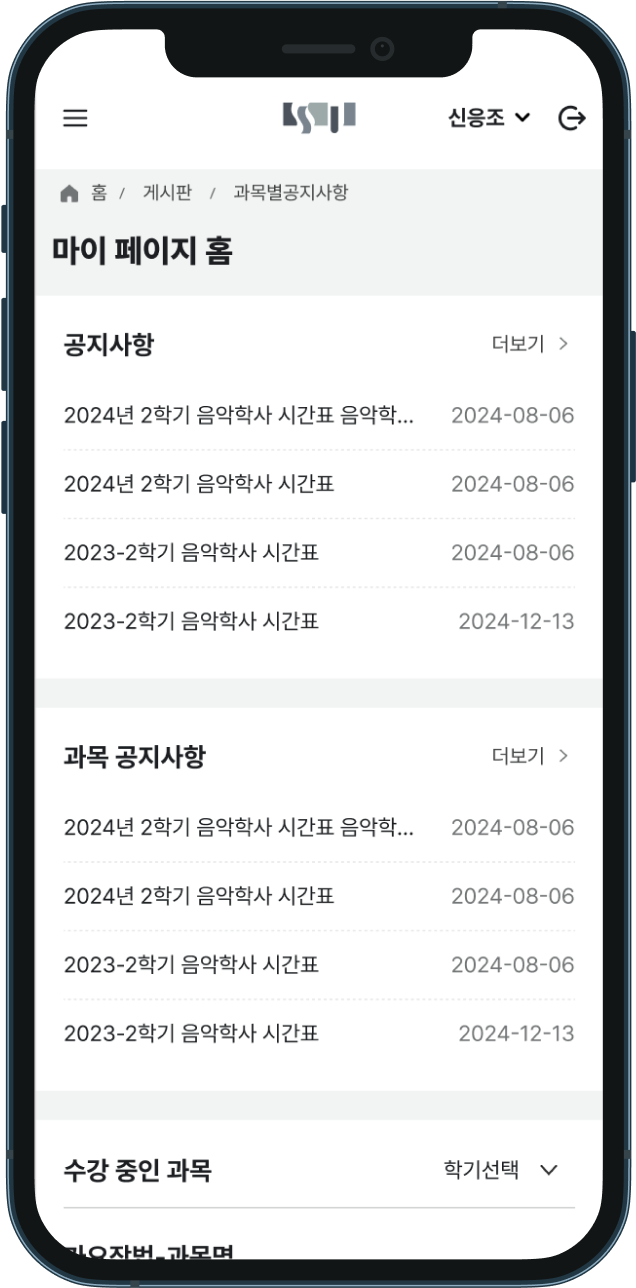 신응조
홈 / 게시판 / 과목별공지사항
마이 페이지 홈
공지사항 더보기
2024년 2학기 음악학사 시간표 음악학... 2024-08-06
2024년 2학기 음악학사 시간표 2024-08-06
2023-2학기 음악학사 시간표 2024-08-06
2023-2학기 음악학사 시간표 2024-12-13
과목 공지사항 더보기
2024년 2학기 음악학사 시간표 음악학... 2024-08-06
2024년 2학기 음악학사 시간표 2024-08-06
2023-2학기 음악학사 시간표 2024-08-06
2023-2학기 음악학사 시간표 2024-12-13
수강 중인 과목 학기선택